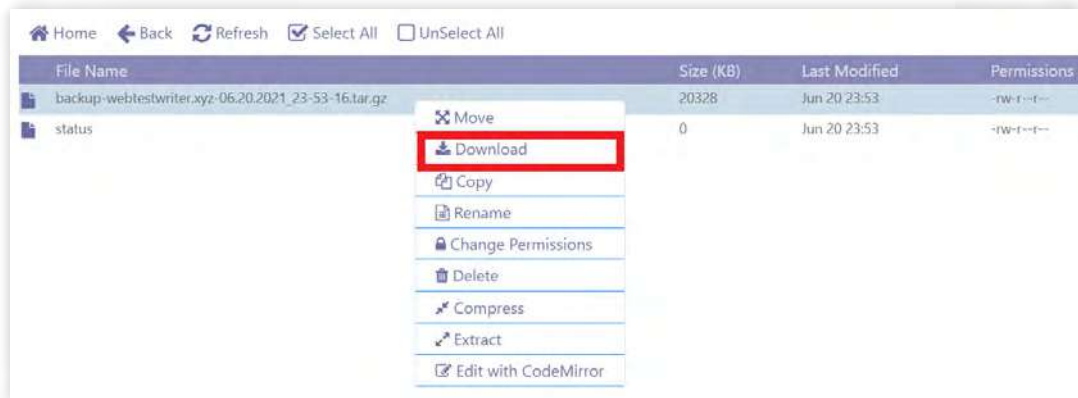 Home Back Refresh Select All UnSelect All
File Name Size (KB) Last Modified Permissions
backup-webtestwriter.xyz-06.20.2021_23-53-16.tar.gz 20328 Jun 20 23:53 -rw-r--r--
status 0 Jun 20 23:53 -rw-r--r--
Move
Download
Copy
Rename
Change Permissions
Delete
Compress
Extract
Edit with CodeMirror